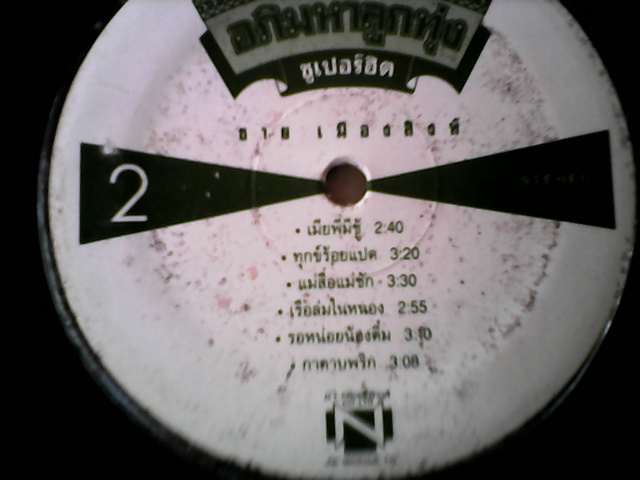 อภิมหาลูกทุ่ง
ซูเปอร์ฮิต
ชาย เมืองสิงห์
2
STEREO
• เมียพี่มีชู้ 2:40
• ทุกข์ร้อยแปด 3:20
• แม่สื่อแม่ชัก 3:30
• เรือล่มในหนอง 2:55
• รอหน่อยน้องติ๋ม 3:10
• กาคาบพริก 3:08
N